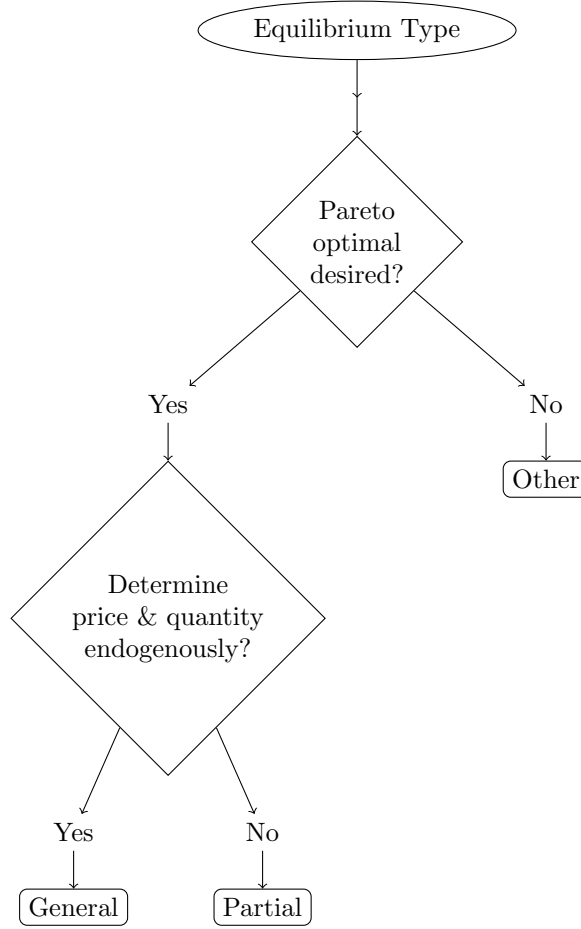 Equilibrium Type
Pareto
optimal
desired?
Yes
No
Other
Determine
price & quantity
endogenously?
Yes
No
General
Partial